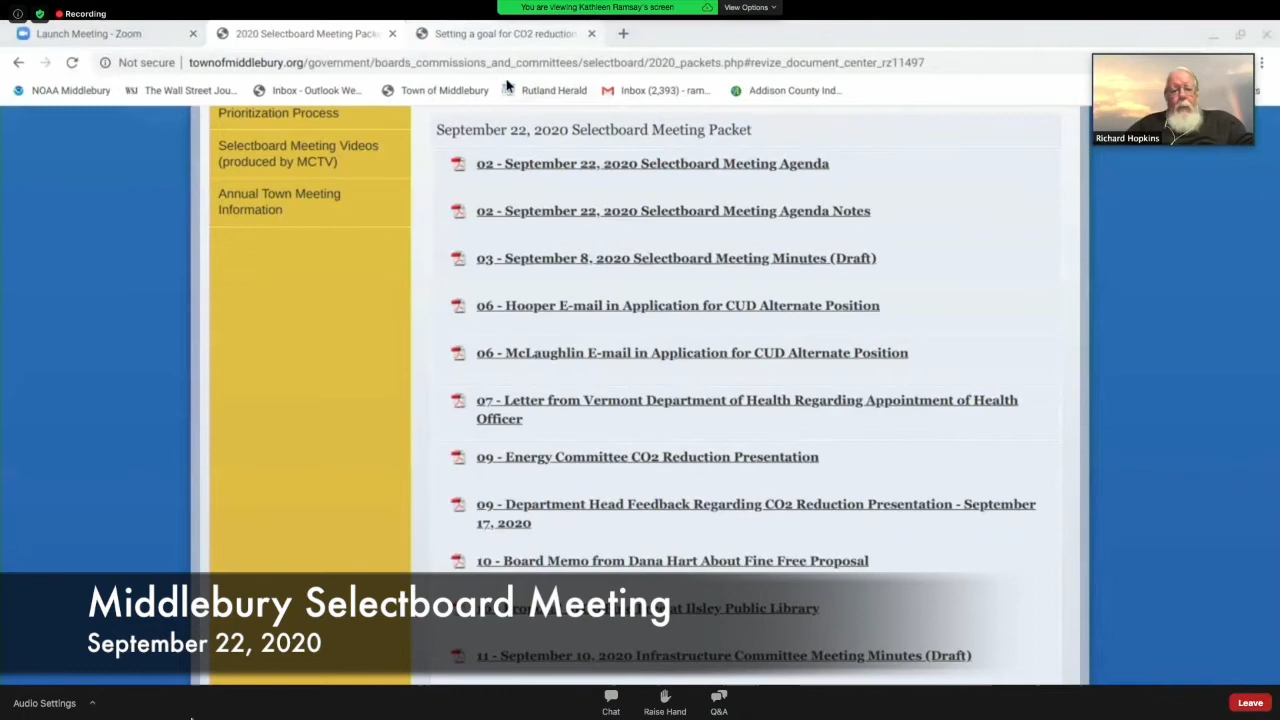 Recording
You are viewing Kathleen Ramsay's screen
View Options
Launch Meeting - Zoom
2020 Selectboard Meeting Pack
Setting a goal for CO2 reduction
Not secure
townofmiddlebury.org/government/boards_commissions_and_committees/selectboard/2020_packets.php#revize_document_center_rz11497
NOAA Middlebury
The Wall Street Jou...
Inbox - Outlook We...
Town of Middlebury
Rutland Herald
Inbox (2,393) - ram...
Addison County Ind...
Richard Hopkins
Prioritization Process
Selectboard Meeting Videos
(produced by MCTV)
Annual Town Meeting
Information
September 22, 2020 Selectboard Meeting Packet
02 - September 22, 2020 Selectboard Meeting Agenda
02 - September 22, 2020 Selectboard Meeting Agenda Notes
03 - September 8, 2020 Selectboard Meeting Minutes (Draft)
06 - Hooper E-mail in Application for CUD Alternate Position
06 - McLaughlin E-mail in Application for CUD Alternate Position
07 - Letter from Vermont Department of Health Regarding Appointment of Health
Officer
09 - Energy Committee CO2 Reduction Presentation
09 - Department Head Feedback Regarding CO2 Reduction Presentation - September
17, 2020
10 - Board Memo from Dana Hart About Fine Free Proposal
at Ilsley Public Library
11 - September 10, 2020 Infrastructure Committee Meeting Minutes (Draft)
Middlebury Selectboard Meeting
September 22, 2020
Audio Settings
Chat
Raise Hand
Q&A
Leave